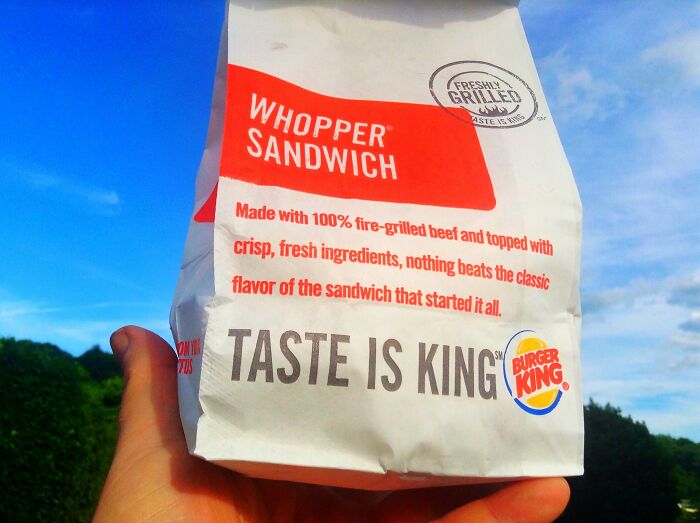 FRESHLY
GRILLED
TASTE IS KING
SM
WHOPPER®
SANDWICH
Made with 100% fire-grilled beef and topped with
crisp, fresh ingredients, nothing beats the classic
flavor of the sandwich that started it all.
TASTE IS KING℠
BURGER
KING®